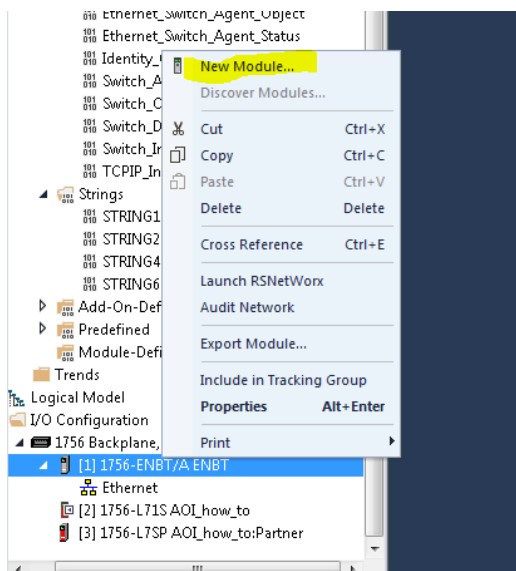 Ethernet_Switch_Agent_Object
Ethernet_Switch_Agent_Status
Identity_
Switch_A
Switch_C
Switch_D
Switch_In
TCPIP_In
Strings
STRING1
STRING2
STRING4
STRING6
Add-On-Def
Predefined
Module-Defi
Trends
Logical Model
I/O Configuration
1756 Backplane,
[1] 1756-ENBT/A ENBT
Ethernet
[2] 1756-L71S AOI_how_to
[3] 1756-L7SP AOI_how_to:Partner
New Module...
Discover Modules...
Cut Ctrl+X
Copy Ctrl+C
Paste Ctrl+V
Delete Delete
Cross Reference Ctrl+E
Launch RSNetWorx
Audit Network
Export Module...
Include in Tracking Group
Properties Alt+Enter
Print